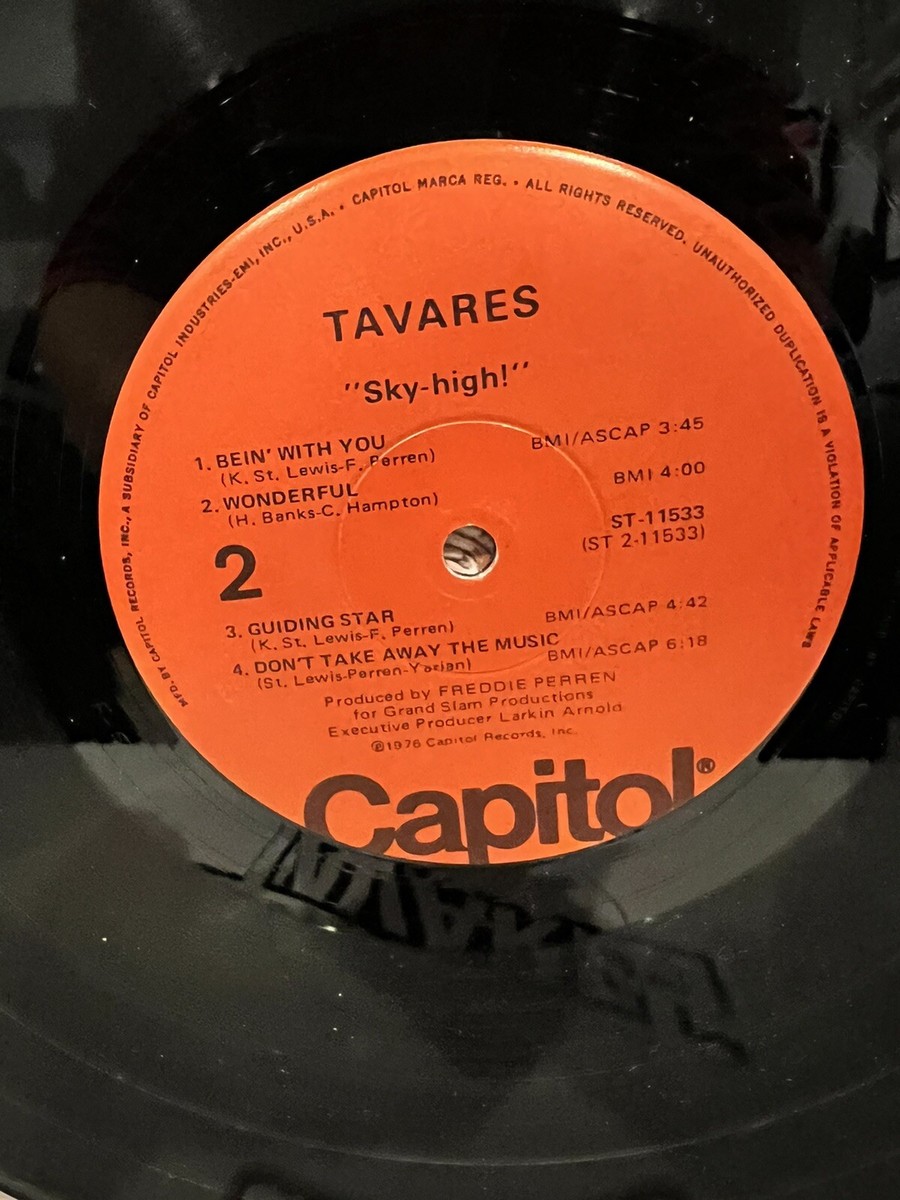 MFD. BY CAPITOL RECORDS, INC., A SUBSIDIARY OF CAPITOL INDUSTRIES-EMI, INC., U.S.A. • CAPITOL MARCA REG. • ALL RIGHTS RESERVED. UNAUTHORIZED DUPLICATION IS A VIOLATION OF APPLICABLE LAWS
TAVARES
"Sky-high!"
1. BEIN' WITH YOU BMI/ASCAP 3:45
(K. St. Lewis-F. Perren)
2. WONDERFUL BMI 4:00
(H. Banks-C. Hampton)
ST-11533
(ST 2-11533)
2
3. GUIDING STAR BMI/ASCAP 4:42
(K. St. Lewis-F. Perren)
4. DON'T TAKE AWAY THE MUSIC BMI/ASCAP 6:18
(St. Lewis-Perren-Yarian)
Produced by FREDDIE PERREN
for Grand Slam Productions
Executive Producer Larkin Arnold
℗1976 Capitol Records, Inc.
Capitol®